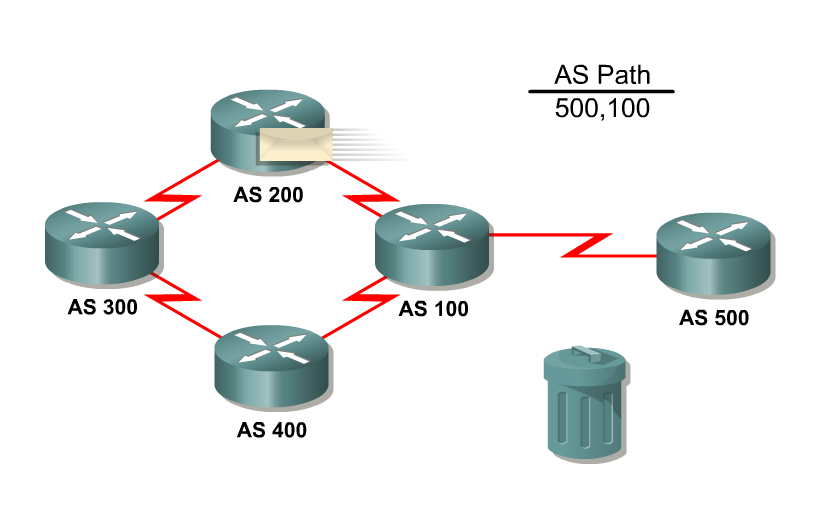 AS Path
500,100
AS 200
AS 300
AS 100
AS 500
AS 400